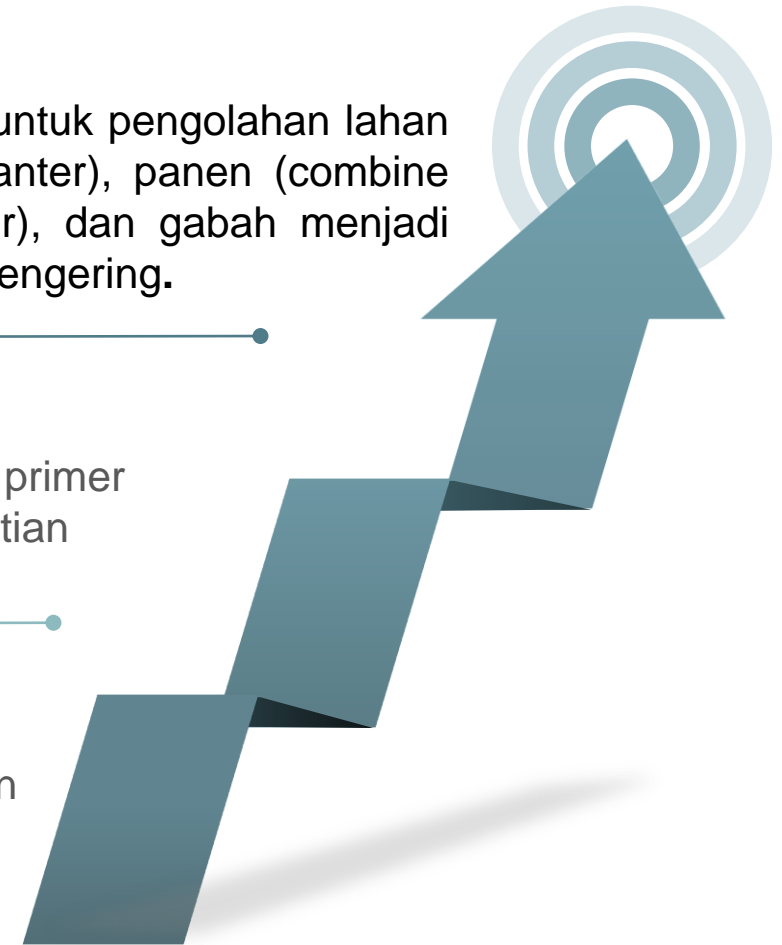 untuk pengolahan lahan
anter), panen (combine
r), dan gabah menjadi
engering.
primer
tian
n